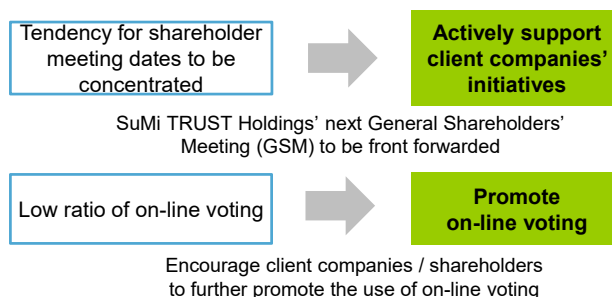 Tendency for shareholder
meeting dates to be
concentrated
Actively support
client companies’
initiatives
SuMi TRUST Holdings’ next General Shareholders’
Meeting (GSM) to be front forwarded
Low ratio of on-line voting
Promote
on-line voting
Encourage client companies / shareholders
to further promote the use of on-line voting